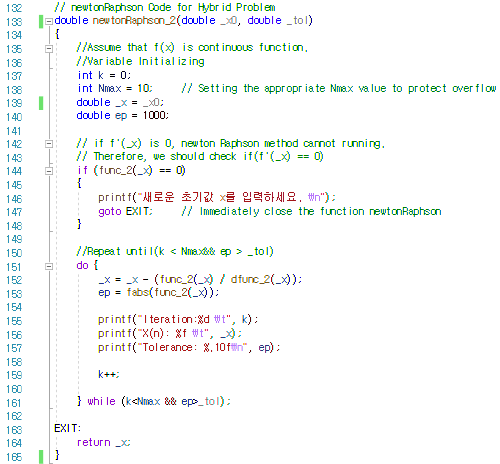 132 // newtonRaphson Code for Hybrid Problem
133 double newtonRaphson_2(double _x0, double _tol)
134 {
135 //Assume that f(x) is continuous function.
136 //Variable Initializing
137 int k = 0;
138 int Nmax = 10; // Setting the appropriate Nmax value to protect overflow
139 double _x = _x0;
140 double ep = 1000;
141
142 // if f'(_x) is 0, newton Raphson method cannot running.
143 // Therefore, we should check if(f'(_x) == 0)
144 if (func_2(_x) == 0)
145 {
146 printf("새로운 초기값 x를 입력하세요. ₩n");
147 goto EXIT; // Immediately close the function newtonRaphson
148 }
149
150 //Repeat until(k < Nmax&& ep > _tol)
151 do {
152 _x = _x - (func_2(_x) / dfunc_2(_x));
153 ep = fabs(func_2(_x));
154
155 printf("Iteration:%d ₩t", k);
156 printf("X(n): %f ₩t", _x);
157 printf("Tolerance: %.10f₩n", ep);
158
159 k++;
160
161 } while (k<Nmax && ep>_tol);
162
163 EXIT:
164 return _x;
165 }